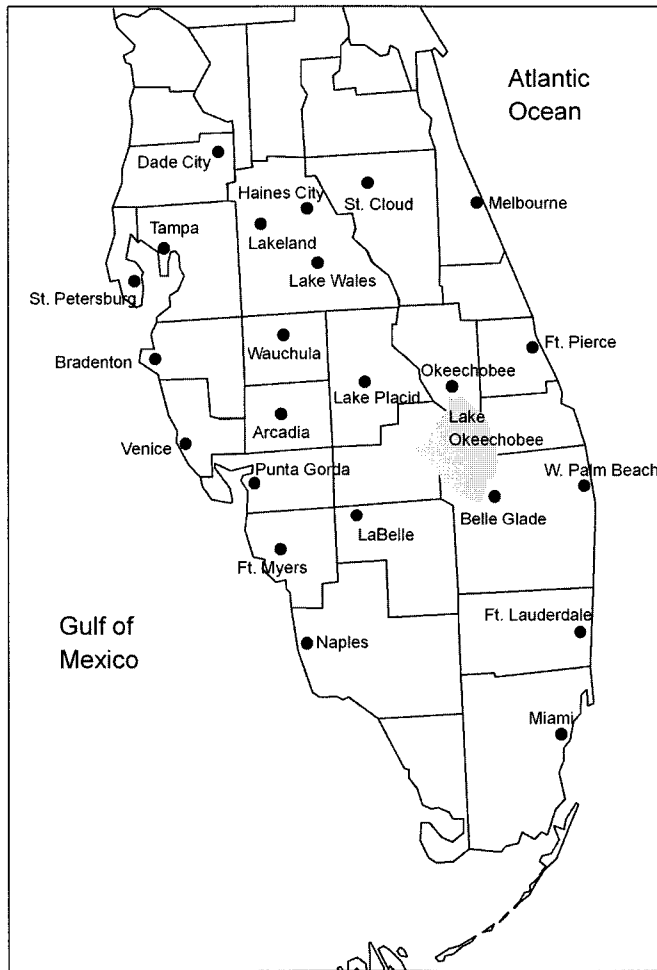 Atlantic
Ocean
Dade City
Haines City
St. Cloud
Melbourne
Tampa
Lakeland
Lake Wales
St. Petersburg
Bradenton
Wauchula
Ft. Pierce
Okeechobee
Lake Placid
Lake
Okeechobee
Arcadia
Venice
Punta Gorda
W. Palm Beach
Belle Glade
LaBelle
Ft. Myers
Gulf of
Mexico
Ft. Lauderdale
Naples
Miami